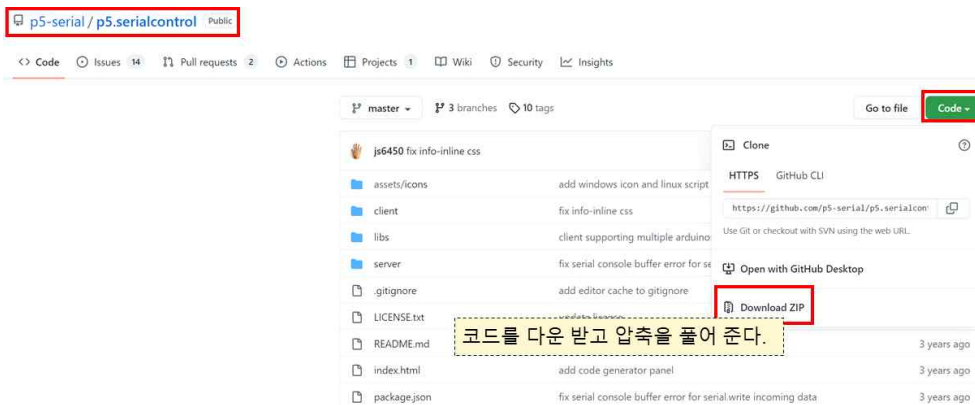 p5-serial / p5.serialcontrol Public
Code Issues 14 Pull requests 2 Actions Projects 1 Wiki Security Insights
master 3 branches 10 tags Go to file Code
js6450 fix info-inline css
Clone
HTTPS GitHub CLI
assets/icons add windows icon and linux script
client fix info-inline css
https://github.com/p5-serial/p5.serialcon
libs client supporting multiple arduino
Use Git or checkout with SVN using the web URL.
server fix serial console buffer error for se
Open with GitHub Desktop
.gitignore add editor cache to gitignore
Download ZIP
LICENSE.txt
코드를 다운 받고 압축을 풀어 준다.
README.md 3 years ago
index.html add code generator panel 3 years ago
package.json fix serial console buffer error for serial.write incoming data 3 years ago